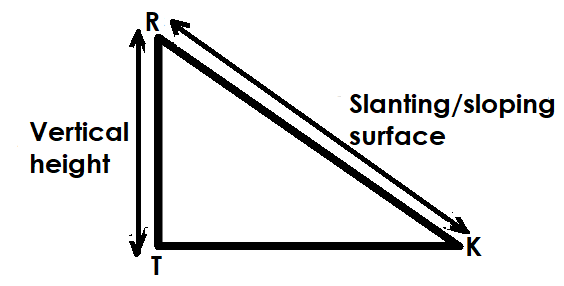 R
Slanting/sloping
surface
Vertical
height
T
K